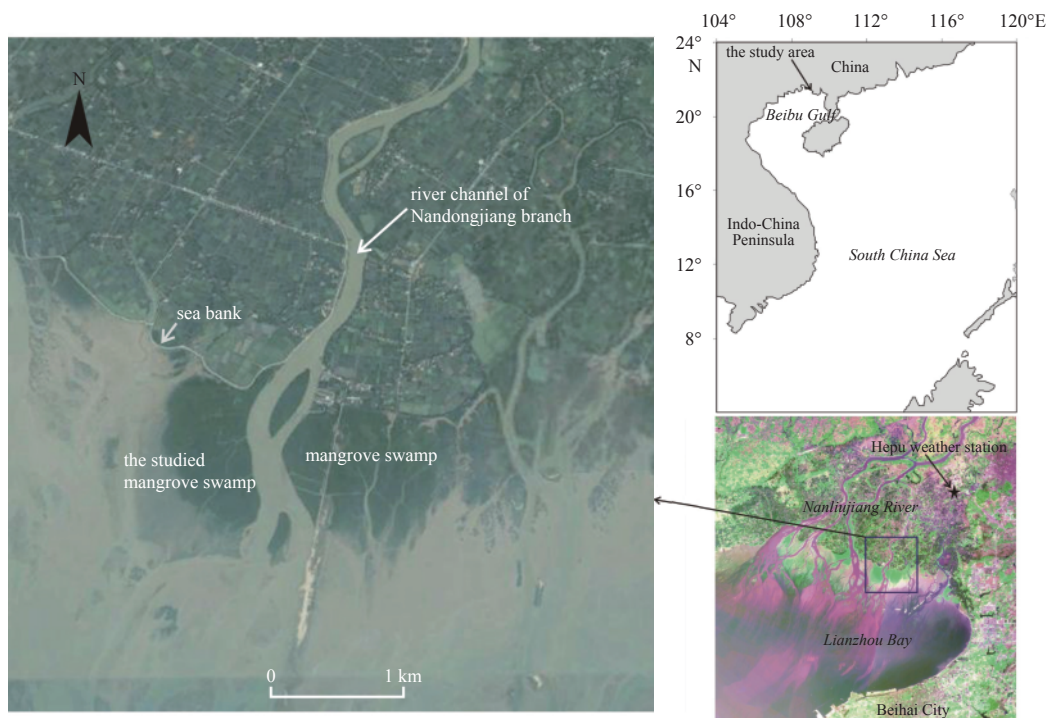 N
river channel of
Nandongjiang branch
sea bank
the studied
mangrove swamp
mangrove swamp
0 1 km
104° 108° 112° 116° 120°E
24°
N
20°
16°
12°
8°
the study area
China
Beibu Gulf
Indo-China
Peninsula
South China Sea
Hepu weather station
Nanliujiang River
Lianzhou Bay
Beihai City